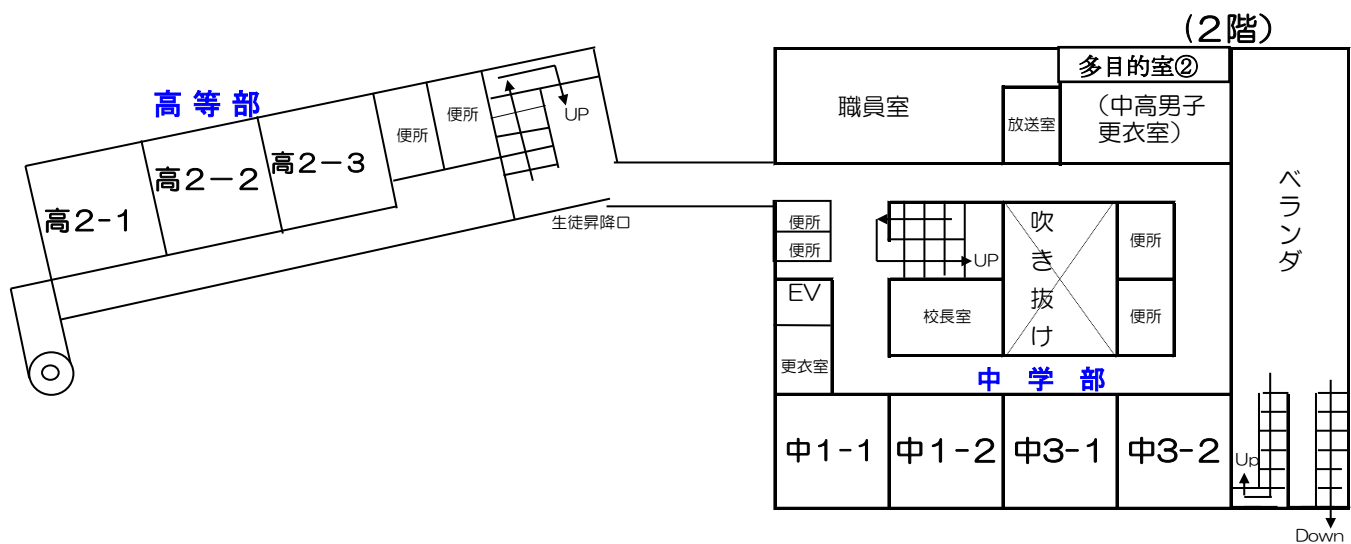 （２階）
多目的室②
高等部
職員室
放送室
（中高男子
更衣室）
便所
便所
UP
高２－３
高２－２
高２-１
ベランダ
生徒昇降口
便所
便所
UP
吹き抜け
便所
EV
校長室
便所
更衣室
中学部
中１-１
中１-２
中３-１
中３-２
Up
Down